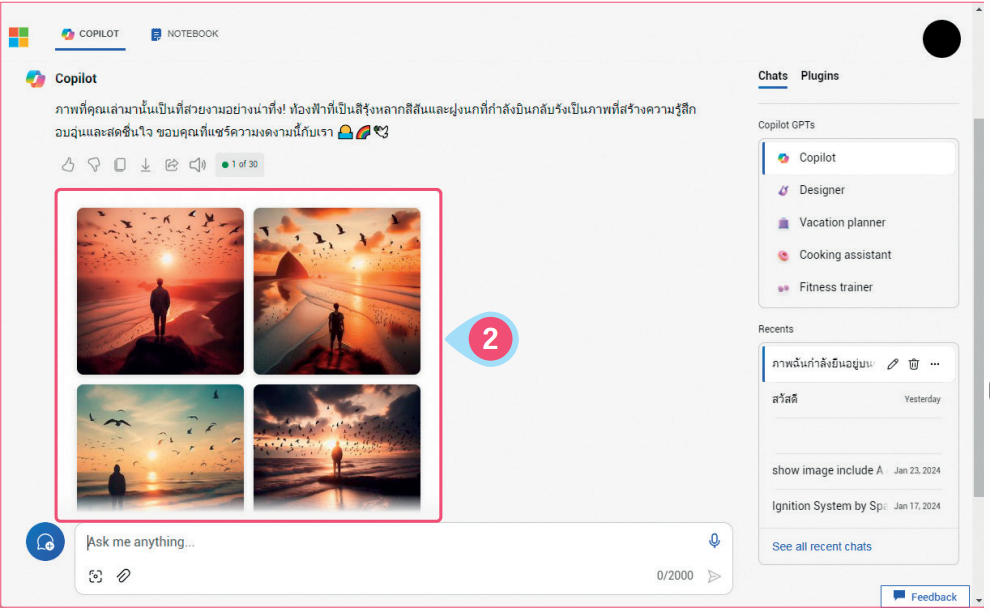 COPILOT
NOTEBOOK
Copilot
ภาพที่คุณเล่ามานั้นเป็นที่สวยงามอย่างน่าทึ่ง! ท้องฟ้าที่เป็นสีรุ้งหลากสีสันและฝูงนกที่กำลังบินกลับรังเป็นภาพที่สร้างความรู้สึก
อบอุ่นและสดชื่นใจ ขอบคุณที่แชร์ความงดงามนี้กับเรา
1 of 30
2
Ask me anything...
0/2000
Chats Plugins
Copilot GPTs
Copilot
Designer
Vacation planner
Cooking assistant
Fitness trainer
Recents
ภาพฉันกำลังยืนอยู่บน
สวัสดี Yesterday
show image include A Jan 23, 2024
Ignition System by Spa Jan 17, 2024
See all recent chats
Feedback